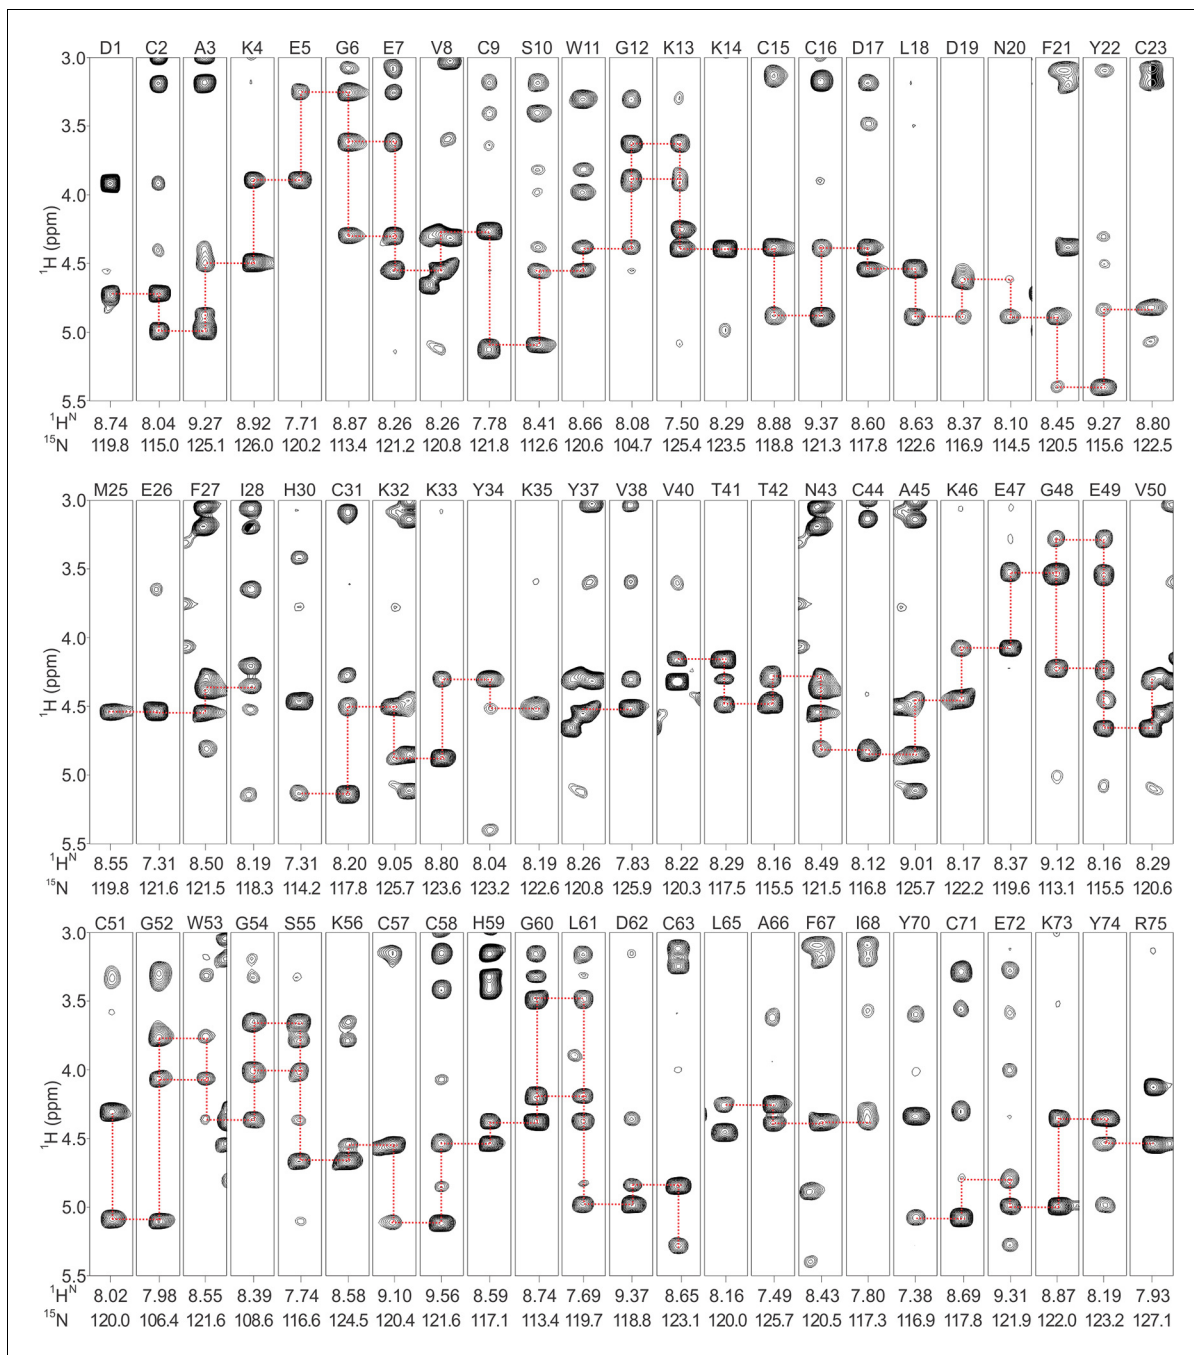 D1 C2 A3 K4 E5 G6 E7 V8 C9 S10 W11 G12 K13 K14 C15 C16 D17 L18 D19 N20 F21 Y22 C23
3.0
3.5
4.0
4.5
5.0
5.5
¹H (ppm)
¹Hᴺ 8.74 8.04 9.27 8.92 7.71 8.87 8.26 8.26 7.78 8.41 8.66 8.08 7.50 8.29 8.88 9.37 8.60 8.63 8.37 8.10 8.45 9.27 8.80
¹⁵N 119.8 115.0 125.1 126.0 120.2 113.4 121.2 120.8 121.8 112.6 120.6 104.7 125.4 123.5 118.8 121.3 117.8 122.6 116.9 114.5 120.5 115.6 122.5
M25 E26 F27 I28 H30 C31 K32 K33 Y34 K35 Y37 V38 V40 T41 T42 N43 C44 A45 K46 E47 G48 E49 V50
3.0
3.5
4.0
4.5
5.0
5.5
¹H (ppm)
¹Hᴺ 8.55 7.31 8.50 8.19 7.31 8.20 9.05 8.80 8.04 8.19 8.26 7.83 8.22 8.29 8.16 8.49 8.12 9.01 8.17 8.37 9.12 8.16 8.29
¹⁵N 119.8 121.6 121.5 118.3 114.2 117.8 125.7 123.6 123.2 122.6 120.8 125.9 120.3 117.5 115.5 121.5 116.8 125.7 122.2 119.6 113.1 115.5 120.6
C51 G52 W53 G54 S55 K56 C57 C58 H59 G60 L61 D62 C63 L65 A66 F67 I68 Y70 C71 E72 K73 Y74 R75
3.0
3.5
4.0
4.5
5.0
5.5
¹H (ppm)
¹Hᴺ 8.02 7.98 8.55 8.39 7.74 8.58 9.10 9.56 8.59 8.74 7.69 9.37 8.65 8.16 7.49 8.43 7.80 7.38 8.69 9.31 8.87 8.19 7.93
¹⁵N 120.0 106.4 121.6 108.6 116.6 124.5 120.4 121.6 117.1 113.4 119.7 118.8 123.1 120.0 125.7 120.5 117.3 116.9 117.8 121.9 122.0 123.2 127.1